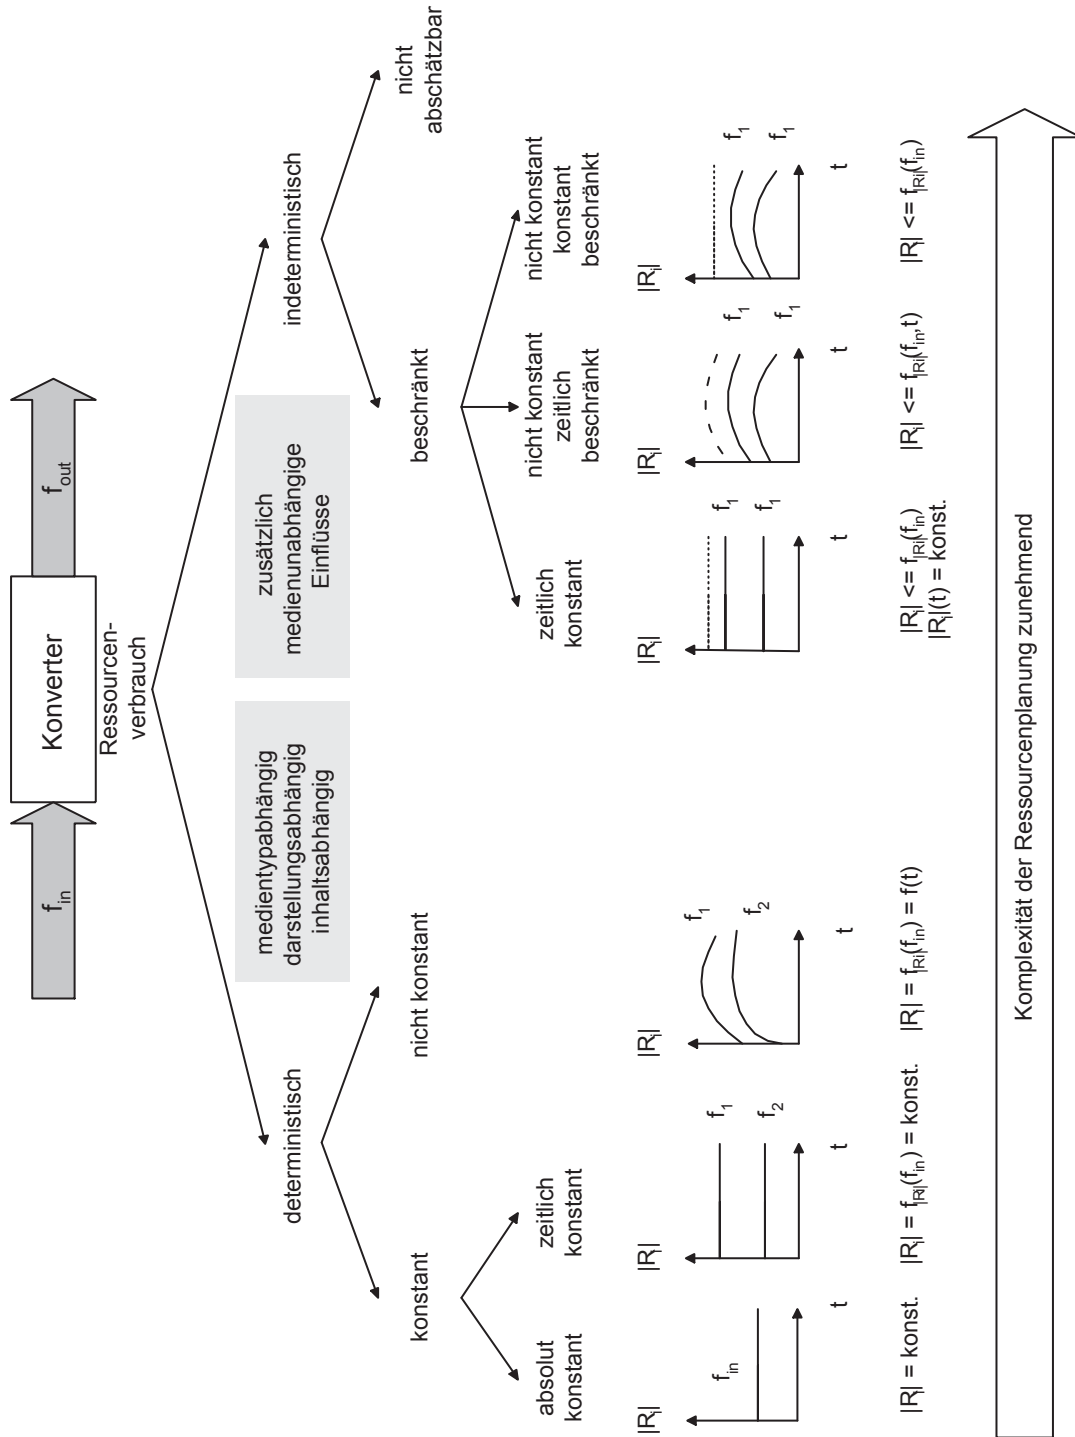 f_in
Konverter
f_out
Ressourcen-
verbrauch
deterministisch
medientypabhängig
darstellungsabhängig
inhaltsabhängig
zusätzlich
medienunabhängige
Einflüsse
indeterministisch
konstant
nicht konstant
beschränkt
nicht
abschätzbar
absolut
konstant
zeitlich
konstant
zeitlich
konstant
nicht konstant
zeitlich
beschränkt
nicht konstant
konstant
beschränkt
|R_i|
f_in
t
|R_i|
f_1
f_2
t
|R_i|
f_1
f_2
t
|R_i|
f_1
f_1
t
|R_i|
f_1
f_1
t
|R_i|
f_1
f_1
t
|R_i| = konst.
|R_i| = f_|Ri|(f_in) = konst.
|R_i| = f_|Ri|(f_in) = f(t)
|R_i| <= f_|Ri|(f_in)
|R_i|(t) = konst.
|R_i| <= f_|Ri|(f_in,t)
|R_i| <= f_|Ri|(f_in)
Komplexität der Ressourcenplanung zunehmend